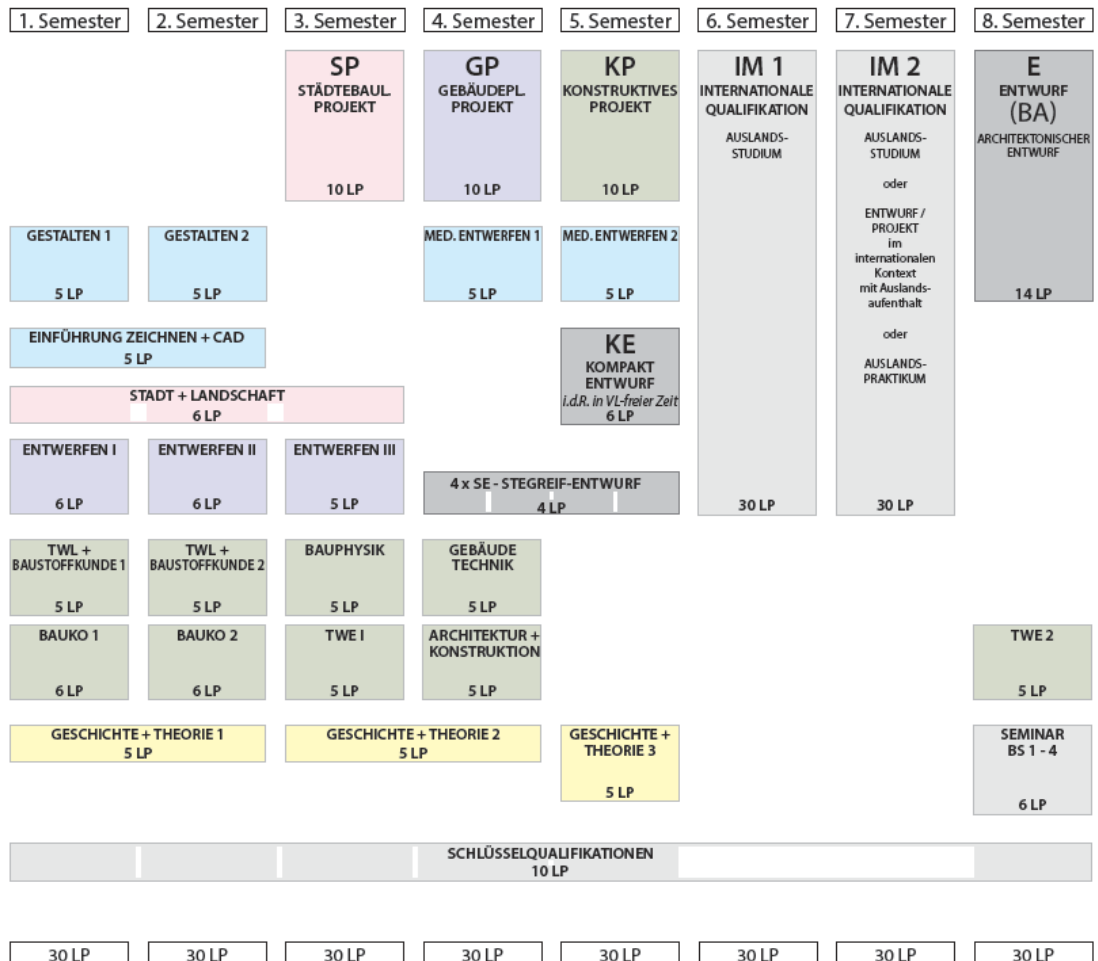 1. Semester
2. Semester
3. Semester
4. Semester
5. Semester
6. Semester
7. Semester
8. Semester
SP
STÄDTEBAUL.
PROJEKT
10 LP
GP
GEBÄUDEPL.
PROJEKT
10 LP
KP
KONSTRUKTIVES
PROJEKT
10 LP
IM 1
INTERNATIONALE
QUALIFIKATION
AUSLANDS-
STUDIUM
30 LP
IM 2
INTERNATIONALE
QUALIFIKATION
AUSLANDS-
STUDIUM
oder
ENTWURF /
PROJEKT
im
internationalen
Kontext
mit Auslands-
aufenthalt
oder
AUSLANDS-
PRAKTIKUM
30 LP
E
ENTWURF
(BA)
ARCHITEKTONISCHER
ENTWURF
14 LP
GESTALTEN 1
5 LP
GESTALTEN 2
5 LP
MED. ENTWERFEN 1
5 LP
MED. ENTWERFEN 2
5 LP
EINFÜHRUNG ZEICHNEN + CAD
5 LP
KE
KOMPAKT
ENTWURF
i.d.R. in VL-freier Zeit
6 LP
STADT + LANDSCHAFT
6 LP
ENTWERFEN I
6 LP
ENTWERFEN II
6 LP
ENTWERFEN III
5 LP
4 x SE - STEGREIF-ENTWURF
4 LP
TWL +
BAUSTOFFKUNDE 1
5 LP
TWL +
BAUSTOFFKUNDE 2
5 LP
BAUPHYSIK
5 LP
GEBÄUDE
TECHNIK
5 LP
BAUKO 1
6 LP
BAUKO 2
6 LP
TWE I
5 LP
ARCHITEKTUR +
KONSTRUKTION
5 LP
TWE 2
5 LP
GESCHICHTE + THEORIE 1
5 LP
GESCHICHTE + THEORIE 2
5 LP
GESCHICHTE +
THEORIE 3
5 LP
SEMINAR
BS 1 - 4
6 LP
SCHLÜSSELQUALIFIKATIONEN
10 LP
30 LP
30 LP
30 LP
30 LP
30 LP
30 LP
30 LP
30 LP